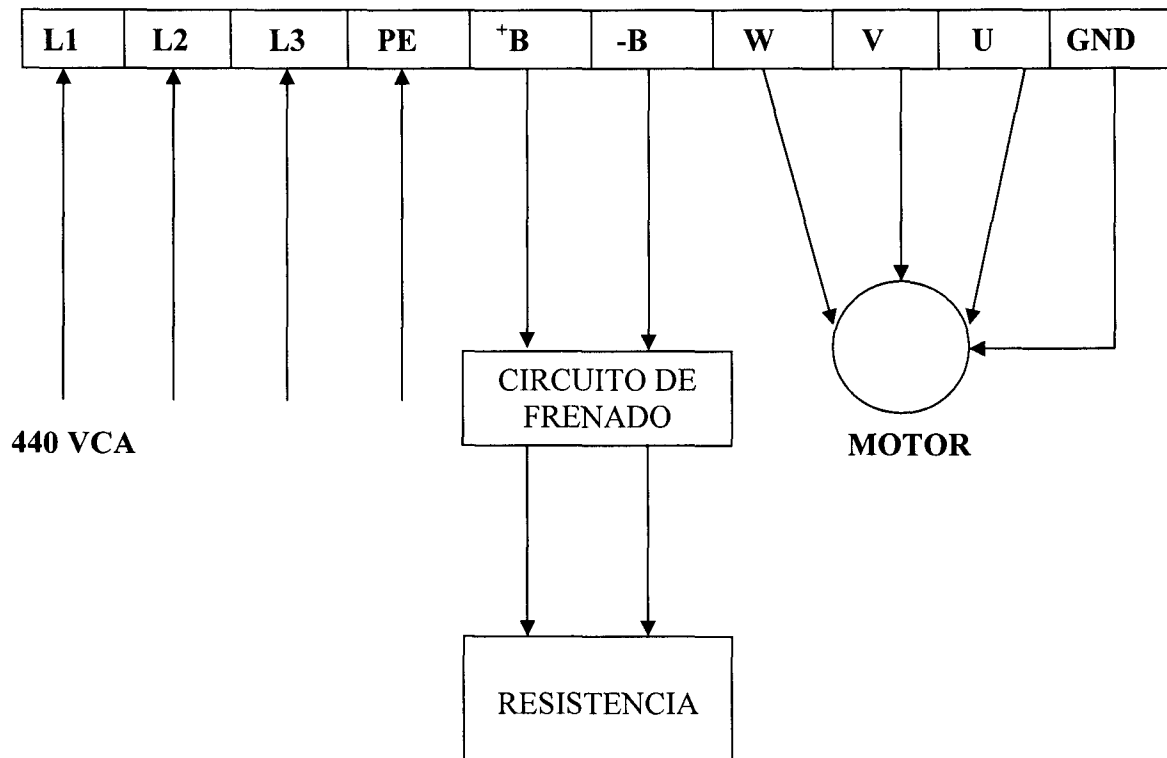 L1 L2 L3 PE +B -B W V U GND
CIRCUITO DE
FRENADO
440 VCA
MOTOR
RESISTENCIA